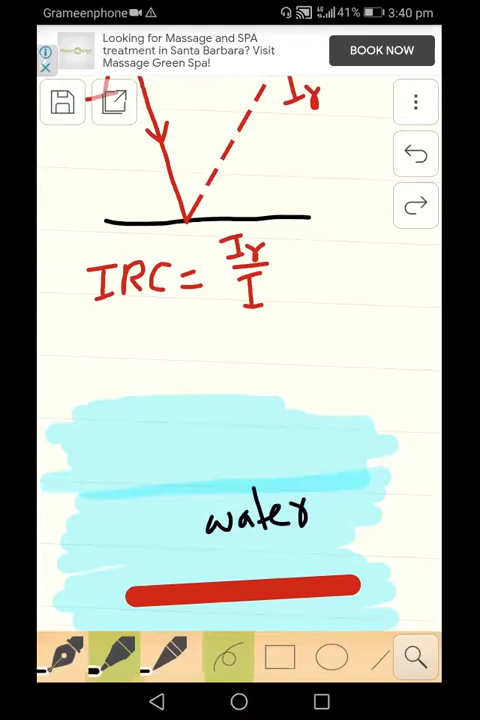 Grameenphone 41% 3:40 pm
Looking for Massage and SPA
treatment in Santa Barbara? Visit
Massage Green Spa!
BOOK NOW
Ir
IRC = Ir/I
water